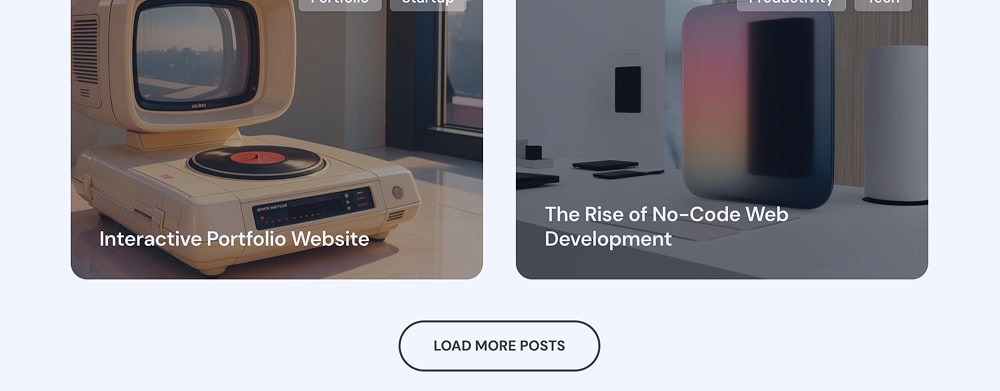 Portfolio
Startup
Productivity
Tech
Interactive Portfolio Website
The Rise of No-Code Web
Development
LOAD MORE POSTS